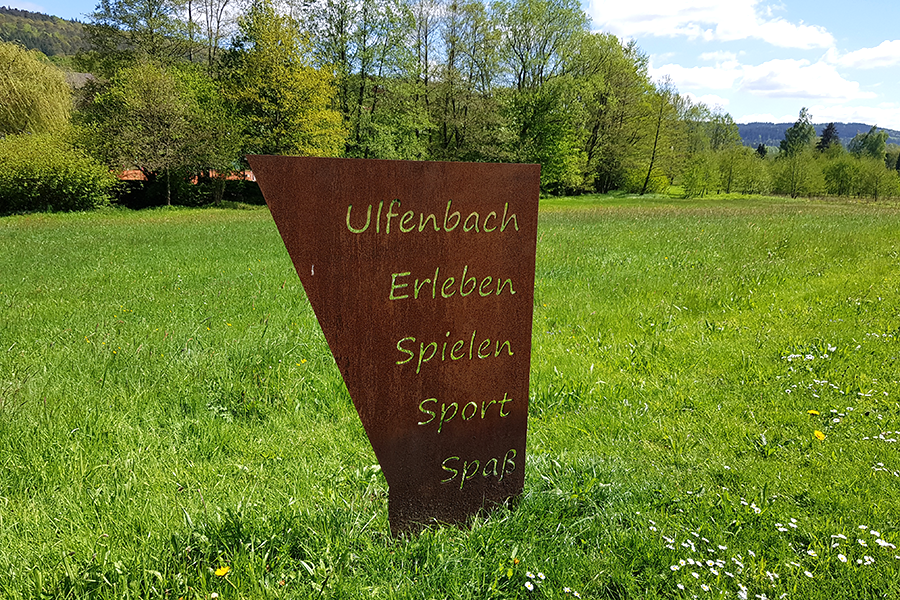 Ulfenbach
Erleben
Spielen
Sport
Spaß